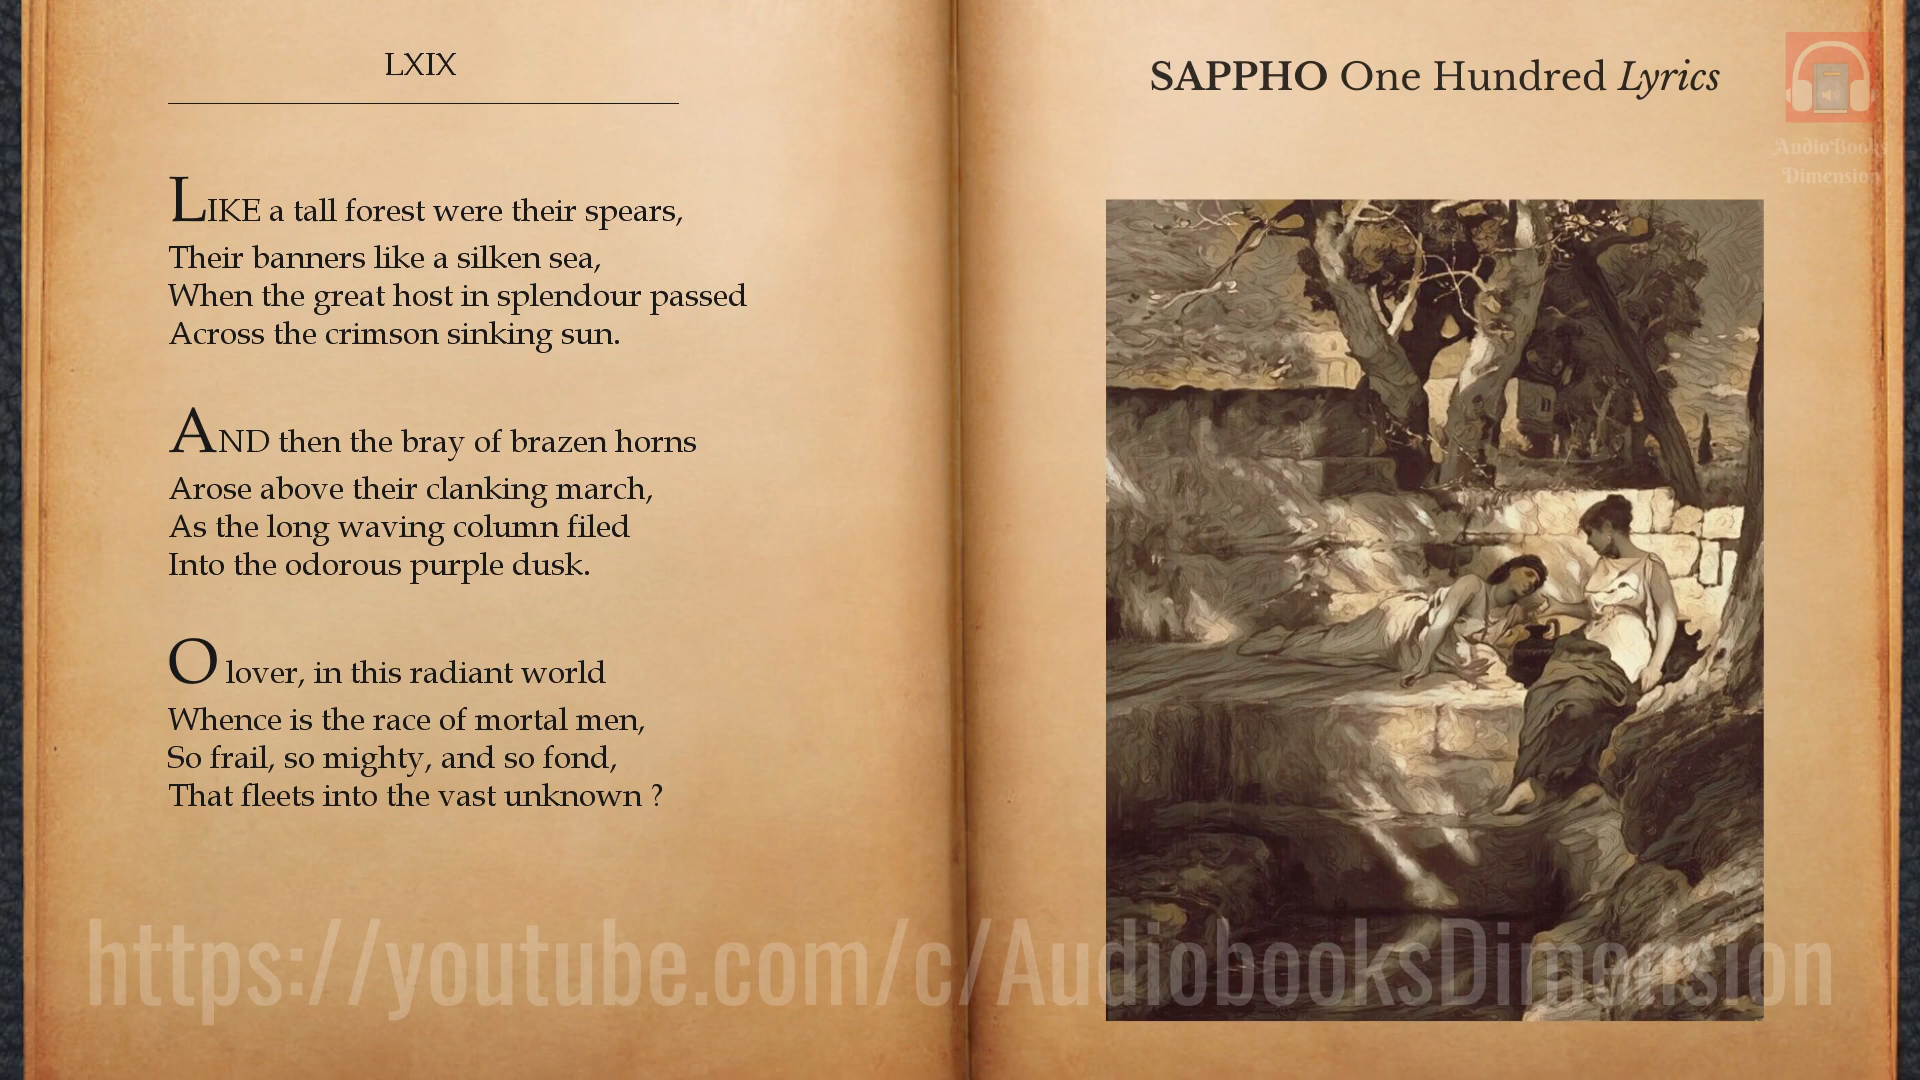 LXIX
LIKE a tall forest were their spears,
Their banners like a silken sea,
When the great host in splendour passed
Across the crimson sinking sun.
AND then the bray of brazen horns
Arose above their clanking march,
As the long waving column filed
Into the odorous purple dusk.
O lover, in this radiant world
Whence is the race of mortal men,
So frail, so mighty, and so fond,
That fleets into the vast unknown ?
SAPPHO One Hundred Lyrics
AudioBooks
Dimension
https://youtube.com/c/AudiobooksDimension